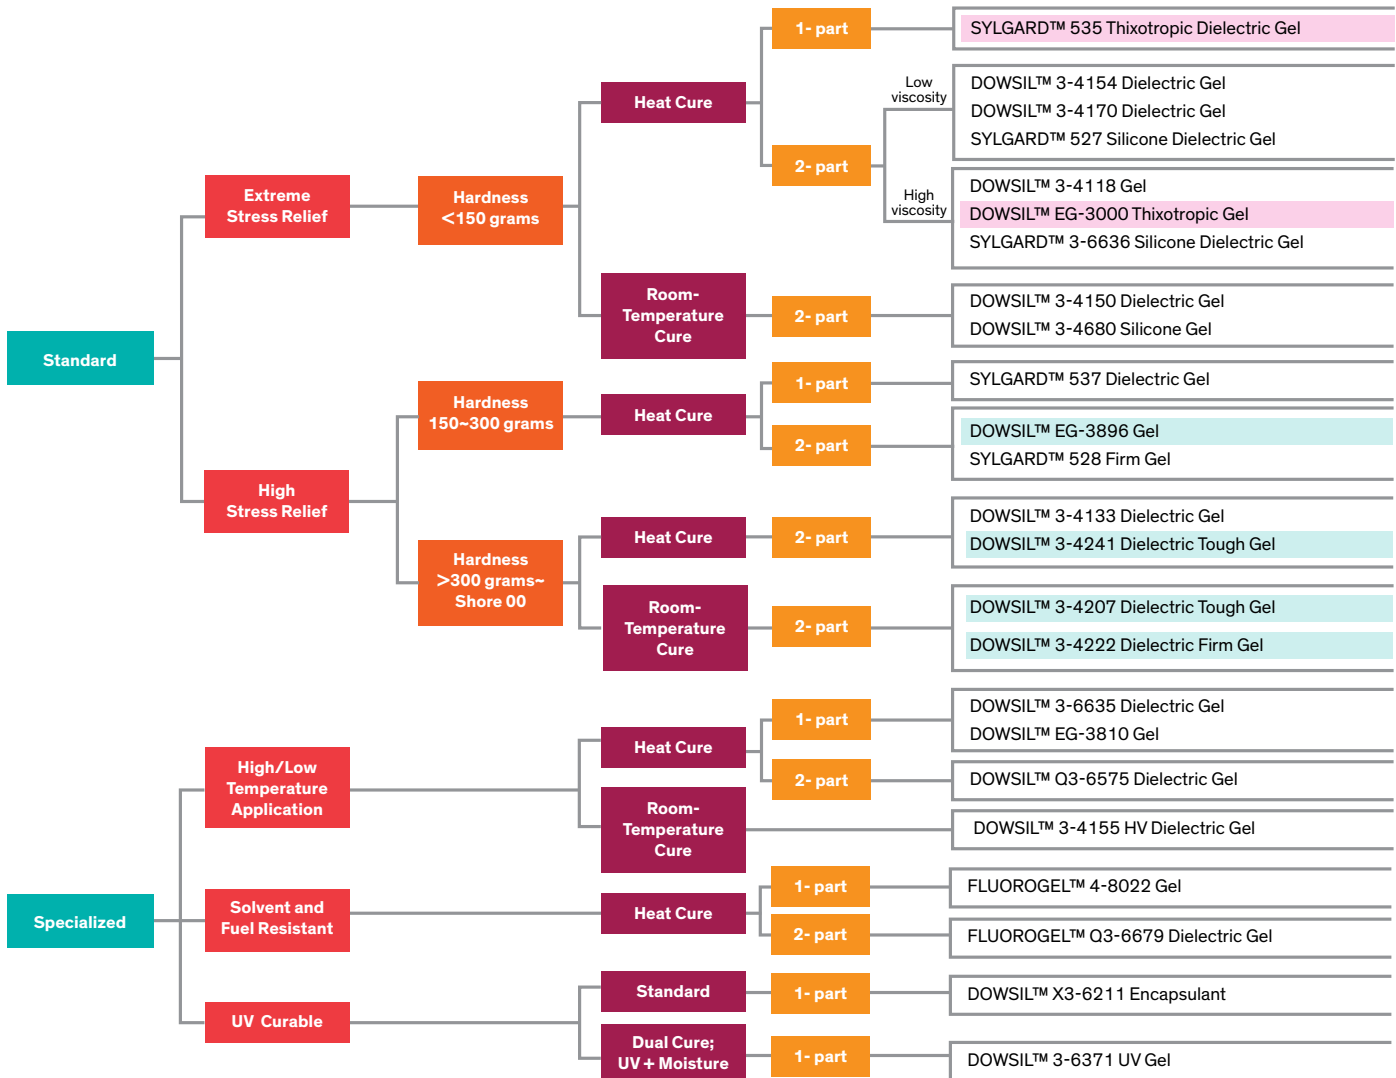 Standard
Extreme
Stress Relief
Hardness
<150 grams
Heat Cure
1- part
SYLGARD™ 535 Thixotropic Dielectric Gel
2- part
Low
viscosity
DOWSIL™ 3-4154 Dielectric Gel
DOWSIL™ 3-4170 Dielectric Gel
SYLGARD™ 527 Silicone Dielectric Gel
High
viscosity
DOWSIL™ 3-4118 Gel
DOWSIL™ EG-3000 Thixotropic Gel
SYLGARD™ 3-6636 Silicone Dielectric Gel
Room-
Temperature
Cure
2- part
DOWSIL™ 3-4150 Dielectric Gel
DOWSIL™ 3-4680 Silicone Gel
High
Stress Relief
Hardness
150~300 grams
Heat Cure
1- part
SYLGARD™ 537 Dielectric Gel
2- part
DOWSIL™ EG-3896 Gel
SYLGARD™ 528 Firm Gel
Hardness
>300 grams~
Shore 00
Heat Cure
2- part
DOWSIL™ 3-4133 Dielectric Gel
DOWSIL™ 3-4241 Dielectric Tough Gel
Room-
Temperature
Cure
2- part
DOWSIL™ 3-4207 Dielectric Tough Gel
DOWSIL™ 3-4222 Dielectric Firm Gel
Specialized
High/Low
Temperature
Application
Heat Cure
1- part
DOWSIL™ 3-6635 Dielectric Gel
DOWSIL™ EG-3810 Gel
2- part
DOWSIL™ Q3-6575 Dielectric Gel
Room-
Temperature
Cure
DOWSIL™ 3-4155 HV Dielectric Gel
Solvent and
Fuel Resistant
Heat Cure
1- part
FLUOROGEL™ 4-8022 Gel
2- part
FLUOROGEL™ Q3-6679 Dielectric Gel
UV Curable
Standard
1- part
DOWSIL™ X3-6211 Encapsulant
Dual Cure;
UV + Moisture
1- part
DOWSIL™ 3-6371 UV Gel